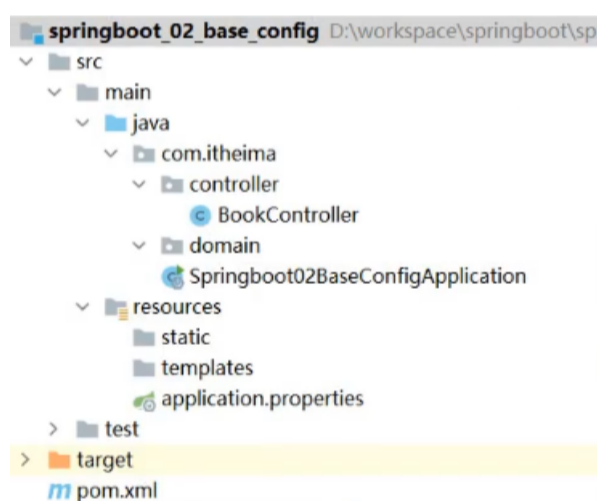 springboot_02_base_config D:\workspace\springboot\sp
src
main
java
com.itheima
controller
BookController
domain
Springboot02BaseConfigApplication
resources
static
templates
application.properties
test
target
pom.xml